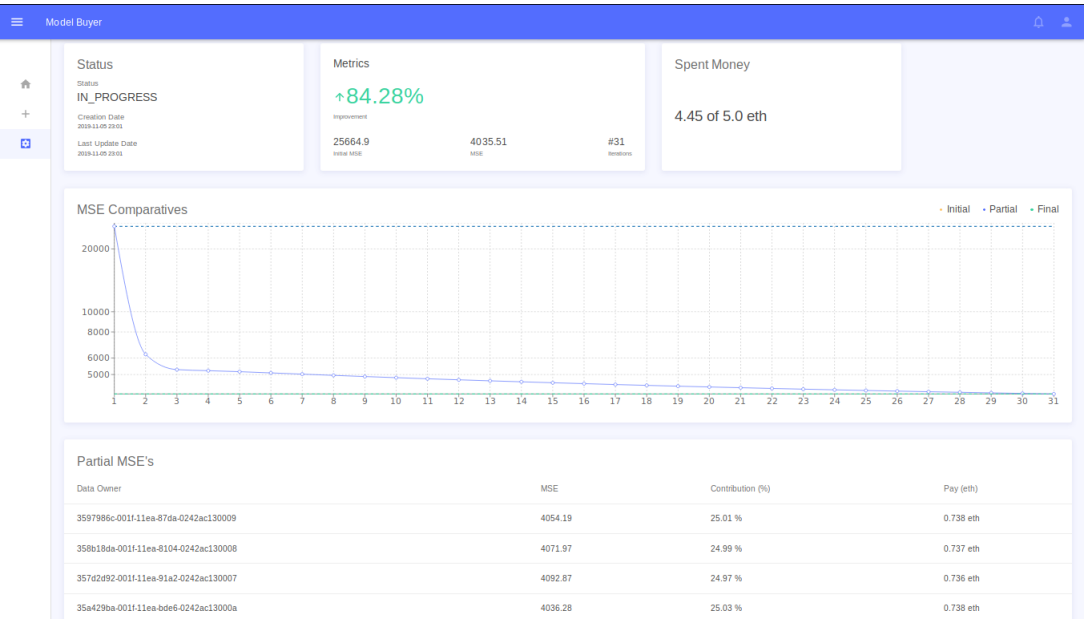 Model Buyer
Status
Status
IN_PROGRESS
Creation Date
2019-11-05 23:01
Last Update Date
2019-11-05 23:01
Metrics
↑84.28%
Improvement
25664.9 4035.51 #31
Initial MSE MSE Iterations
Spent Money
4.45 of 5.0 eth
MSE Comparatives
Initial Partial Final
20000
10000
8000
6000
5000
1 2 3 4 5 6 7 8 9 10 11 12 13 14 15 16 17 18 19 20 21 22 23 24 25 26 27 28 29 30 31
Partial MSE's
Data Owner MSE Contribution (%) Pay (eth)
3597986c-001f-11ea-87da-0242ac130009 4054.19 25.01 % 0.738 eth
358b18da-001f-11ea-8104-0242ac130008 4071.97 24.99 % 0.737 eth
357d2d92-001f-11ea-91a2-0242ac130007 4092.87 24.97 % 0.736 eth
35a429ba-001f-11ea-bde6-0242ac13000a 4036.28 25.03 % 0.738 eth